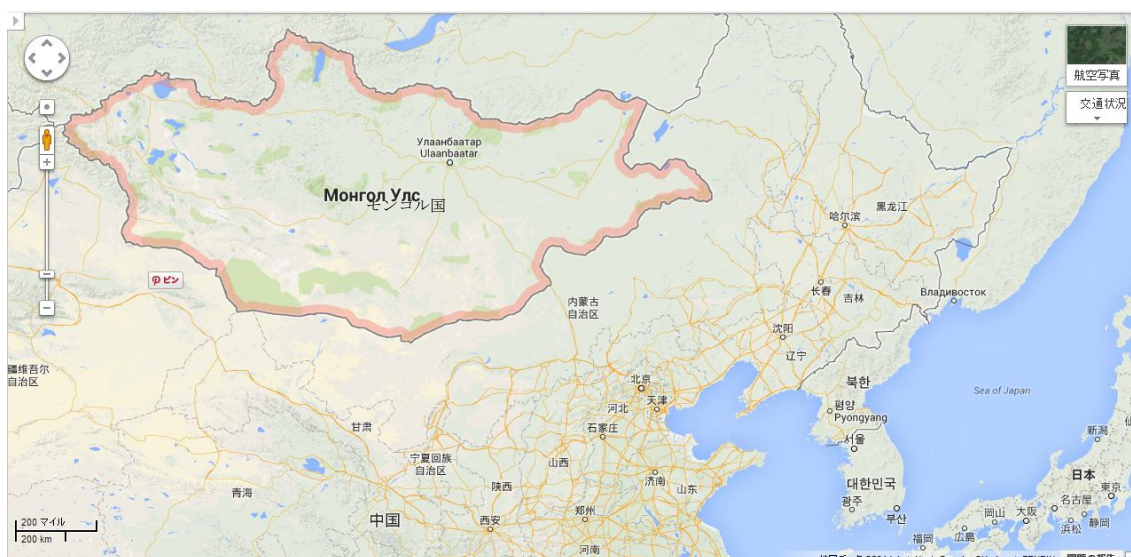 航空写真
交通状況
Улаанбаатар
Ulaanbaatar
Монгол Улс
モンゴル国
哈尔滨
黑龙江
ピン
长春
吉林
Владивосток
内蒙古
自治区
沈阳
辽宁
疆维吾尔
自治区
北京
天津
河北
北한
평양
Pyongyang
Sea of Japan
서울
甘肃
石家庄
宁夏回族
自治区
山西
济南
山东
陕西
青海
대한민국
광주
부산
新潟
日本
東京
名古屋
静岡
浜松
大阪
岡山
広島
福岡
中国
西安
郑州
河南
200 マイル
200 km